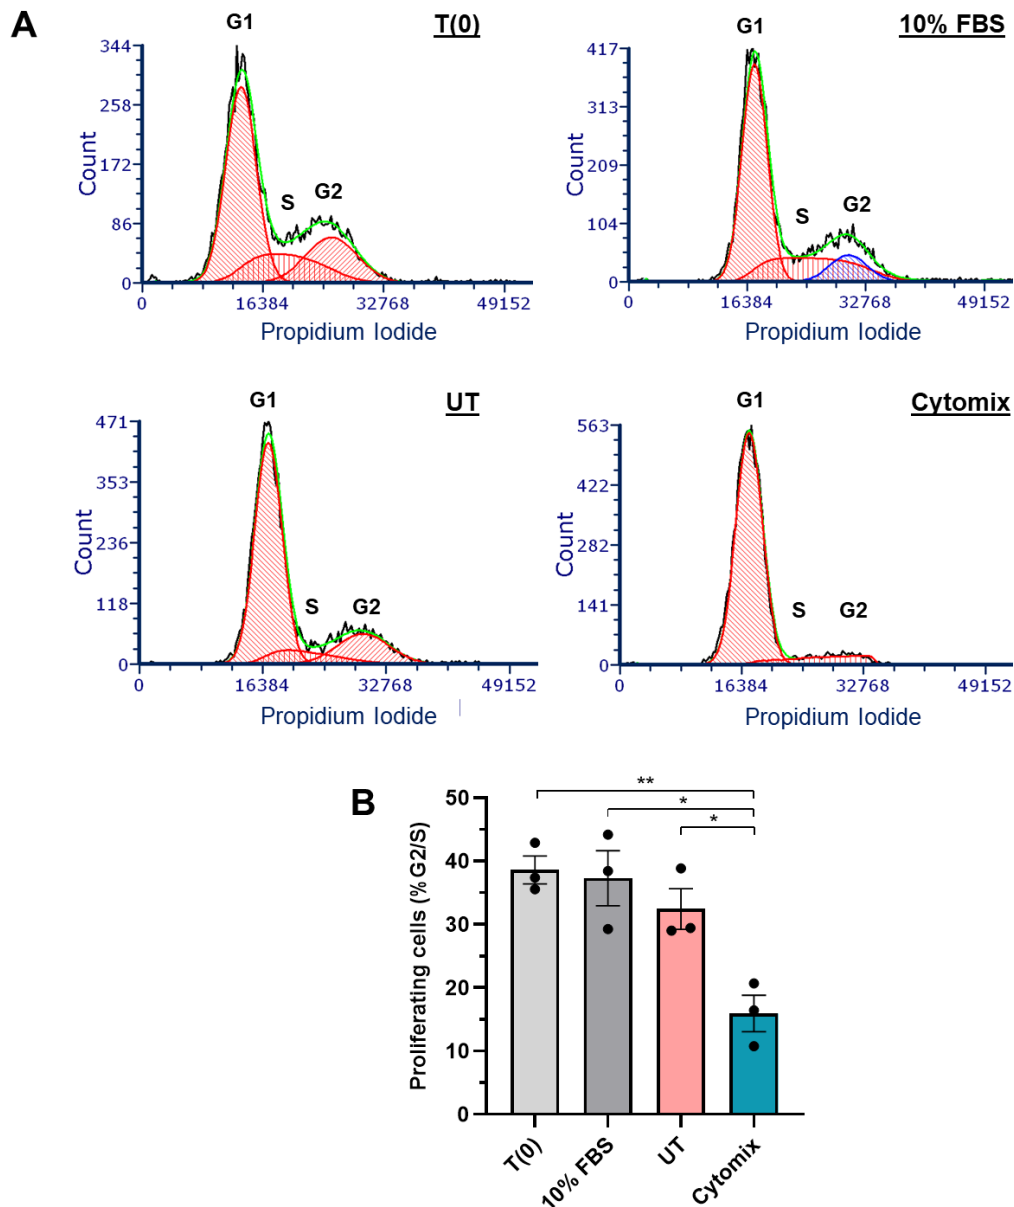 A
T(0)
G1
S
G2
344
258
172
86
0
Count
0 16384 32768 49152
Propidium Iodide
10% FBS
G1
S
G2
417
313
209
104
0
Count
0 16384 32768 49152
Propidium Iodide
UT
G1
S
G2
471
353
236
118
0
Count
0 16384 32768 49152
Propidium Iodide
Cytomix
G1
S
G2
563
422
282
141
0
Count
0 16384 32768 49152
Propidium Iodide
B
**
*
*
50
40
30
20
10
0
Proliferating cells (% G2/S)
T(0)
10% FBS
UT
Cytomix